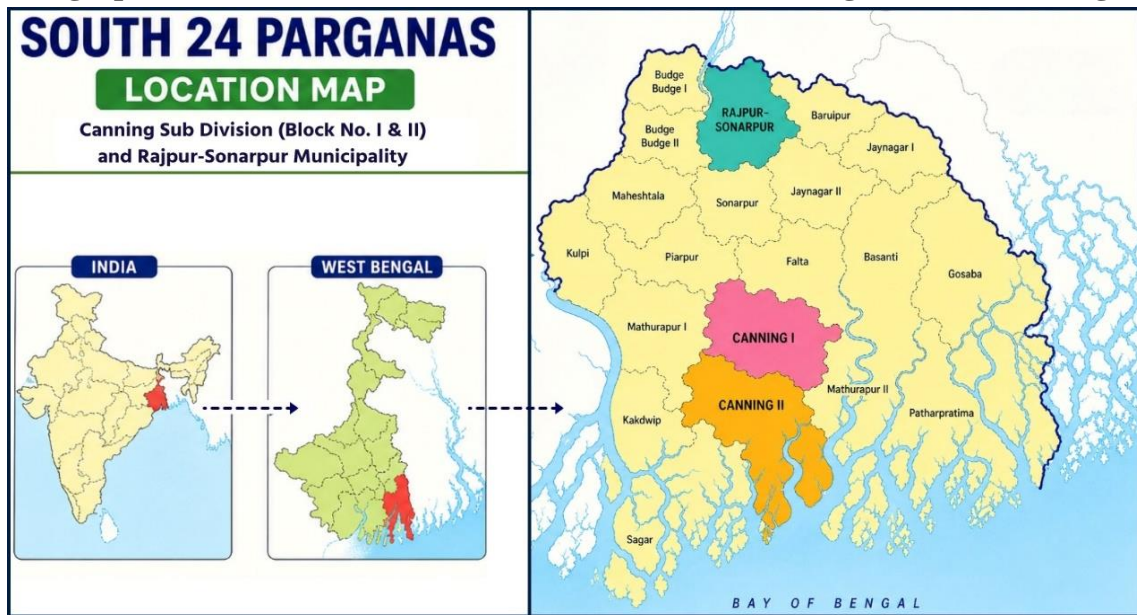 SOUTH 24 PARGANAS
LOCATION MAP
Canning Sub Division (Block No. I & II)
and Rajpur-Sonarpur Municipality
INDIA
WEST BENGAL
Budge
Budge I
RAJPUR-
SONARPUR
Baruipur
Budge
Budge II
Jaynagar I
Maheshtala
Sonarpur
Jaynagar II
Kulpi
Piarpur
Falta
Basanti
Gosaba
Mathurapur I
CANNING I
Mathurapur II
CANNING II
Kakdwip
Patharpratima
Sagar
BAY OF BENGAL